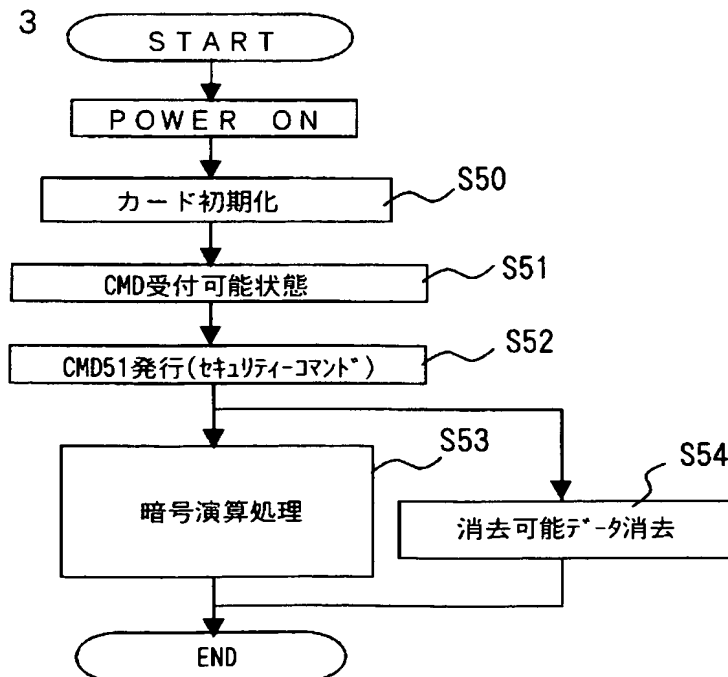 3
START
POWER ON
カード初期化
S50
CMD受付可能状態
S51
CMD51発行(ｾｷｭﾘﾃｨｰｺﾏﾝﾄﾞ)
S52
暗号演算処理
S53
消去可能ﾃﾞｰﾀ消去
S54
END